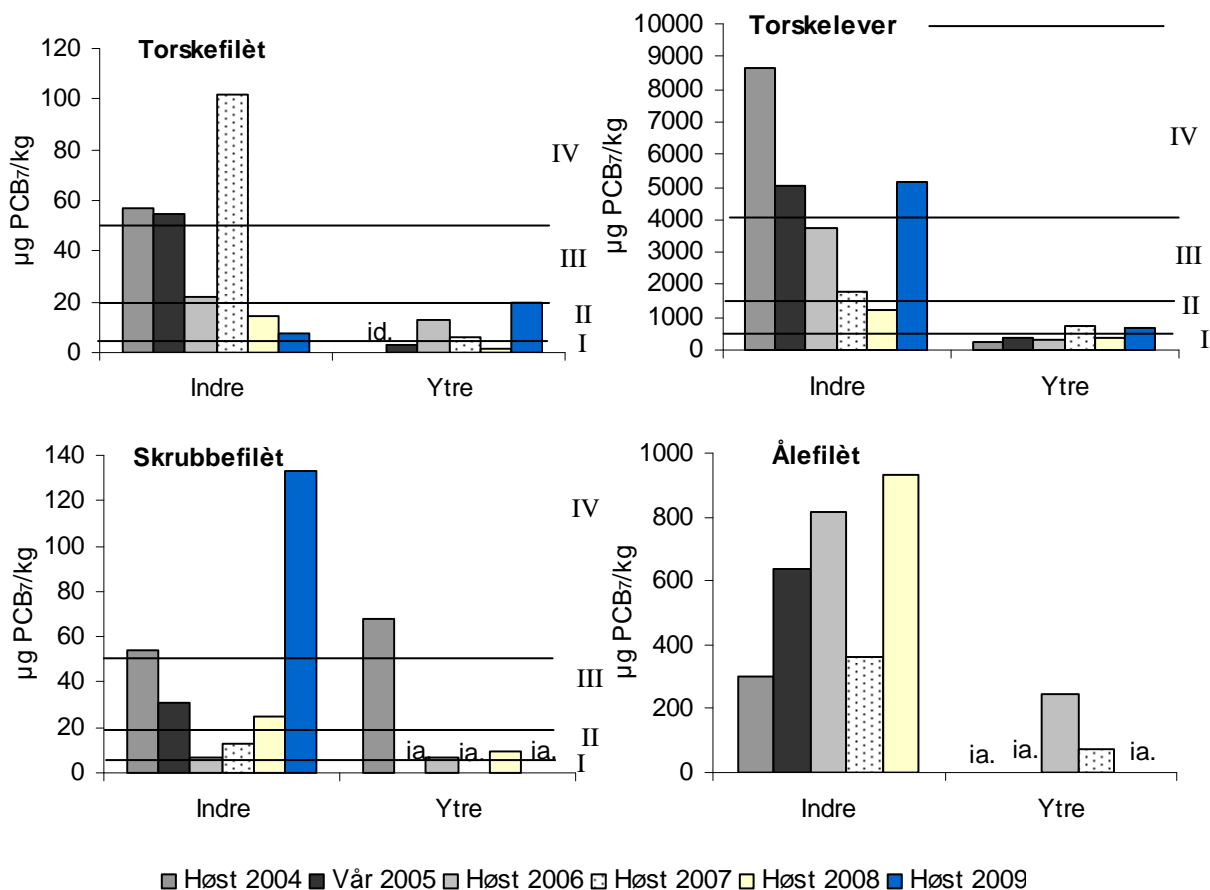 Torskefilèt
µg PCB7/kg
120
100
80
60
40
20
0
IV
III
II
I
id.
Indre Ytre
Torskelever
µg PCB7/kg
10000
9000
8000
7000
6000
5000
4000
3000
2000
1000
0
IV
III
II
I
Indre Ytre
Skrubbefilèt
µg PCB7/kg
140
120
100
80
60
40
20
0
IV
III
II
I
ia. ia. ia.
Indre Ytre
Ålefilèt
µg PCB7/kg
1000
800
600
400
200
0
ia. ia. ia.
Indre Ytre
Høst 2004 Vår 2005 Høst 2006 Høst 2007 Høst 2008 Høst 2009